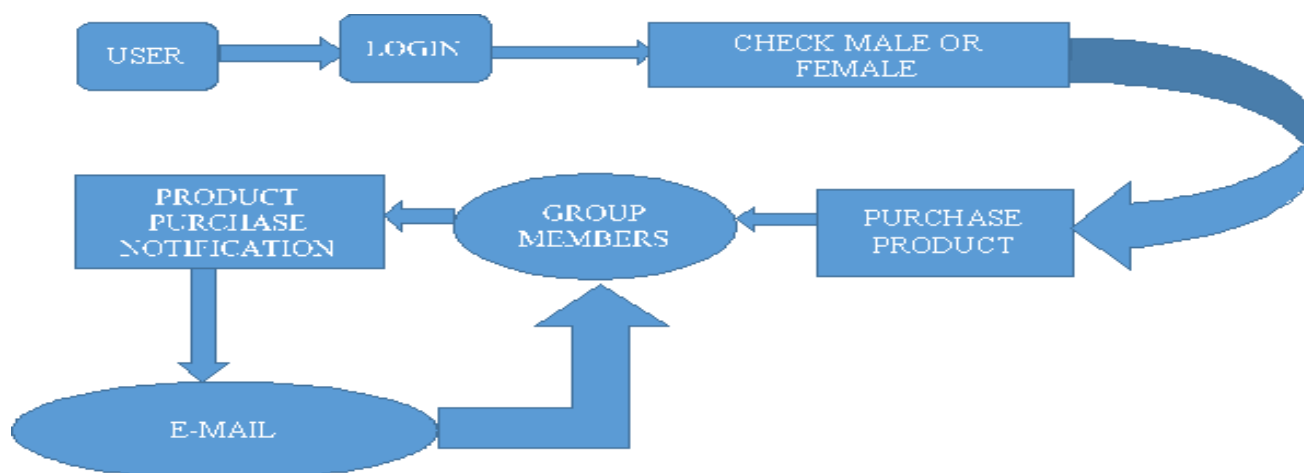 USER
LOGIN
CHECK MALE OR
FEMALE
PURCHASE
PRODUCT
GROUP
MEMBERS
PRODUCT
PURCHASE
NOTIFICATION
E-MAIL